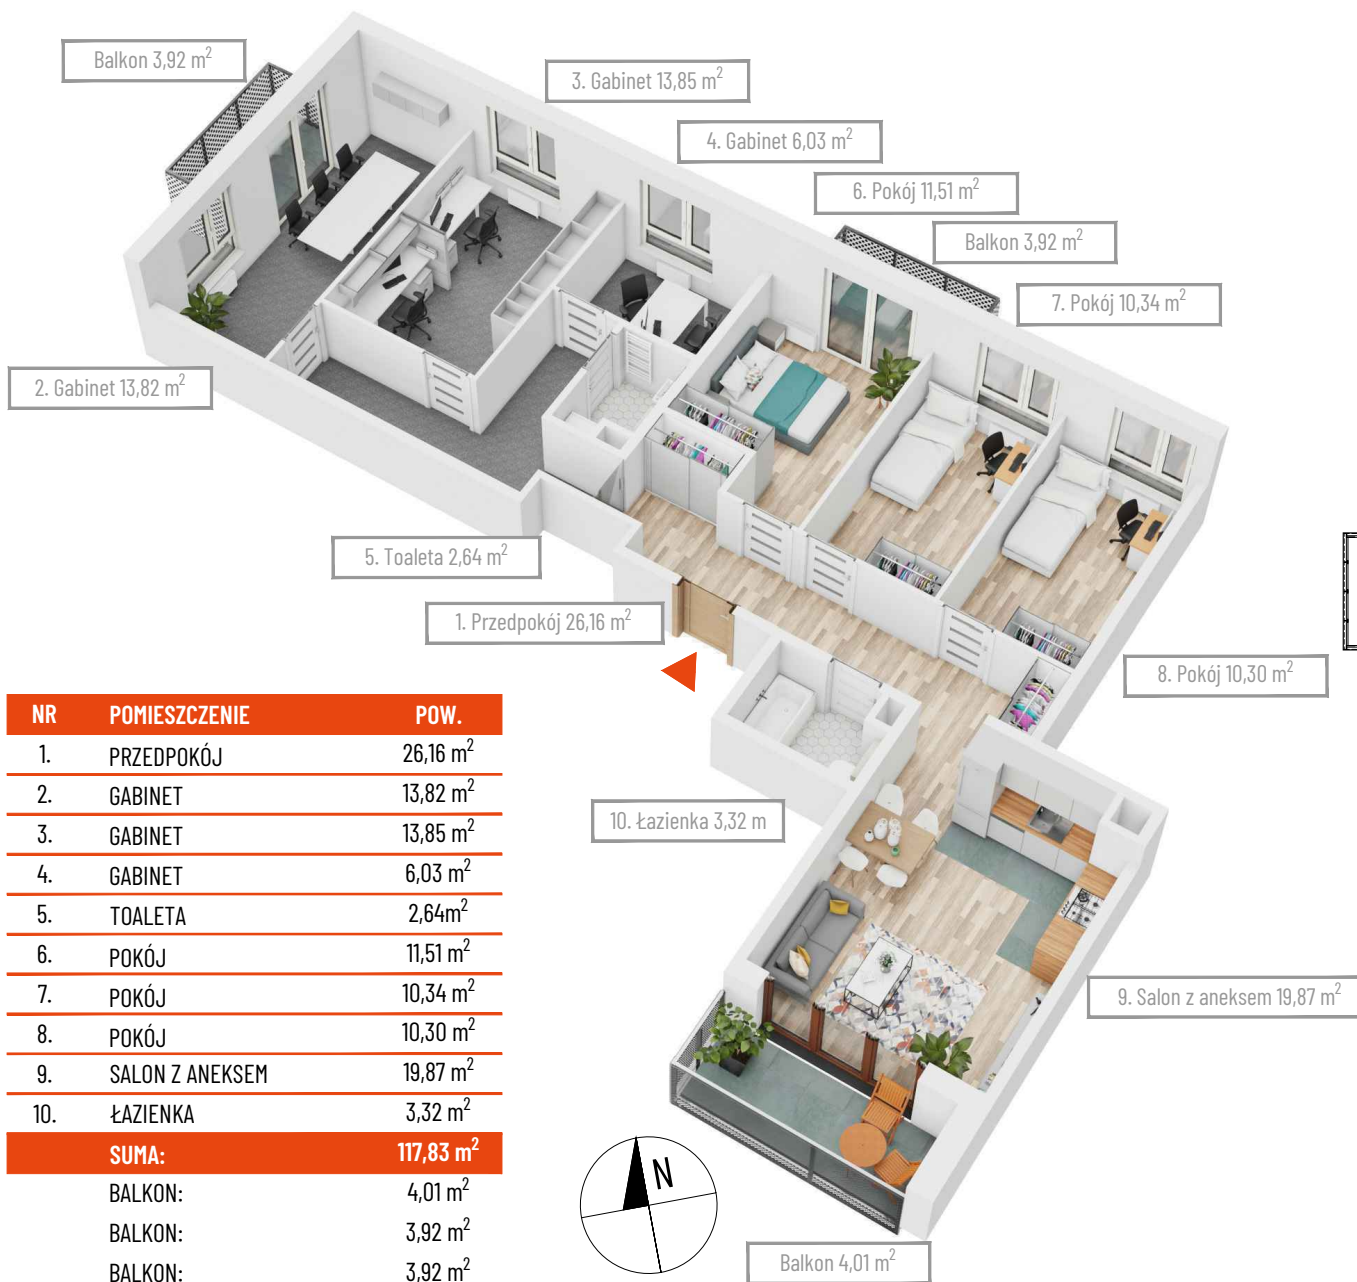 Balkon 3,92 m²
3. Gabinet 13,85 m²
4. Gabinet 6,03 m²
6. Pokój 11,51 m²
Balkon 3,92 m²
7. Pokój 10,34 m²
2. Gabinet 13,82 m²
5. Toaleta 2,64 m²
1. Przedpokój 26,16 m²
8. Pokój 10,30 m²
10. Łazienka 3,32 m
9. Salon z aneksem 19,87 m²
Balkon 4,01 m²
N
NR POMIESZCZENIE POW.
1. PRZEDPOKÓJ 26,16 m²
2. GABINET 13,82 m²
3. GABINET 13,85 m²
4. GABINET 6,03 m²
5. TOALETA 2,64m²
6. POKÓJ 11,51 m²
7. POKÓJ 10,34 m²
8. POKÓJ 10,30 m²
9. SALON Z ANEKSEM 19,87 m²
10. ŁAZIENKA 3,32 m²
SUMA: 117,83 m²
BALKON: 4,01 m²
BALKON: 3,92 m²
BALKON: 3,92 m²